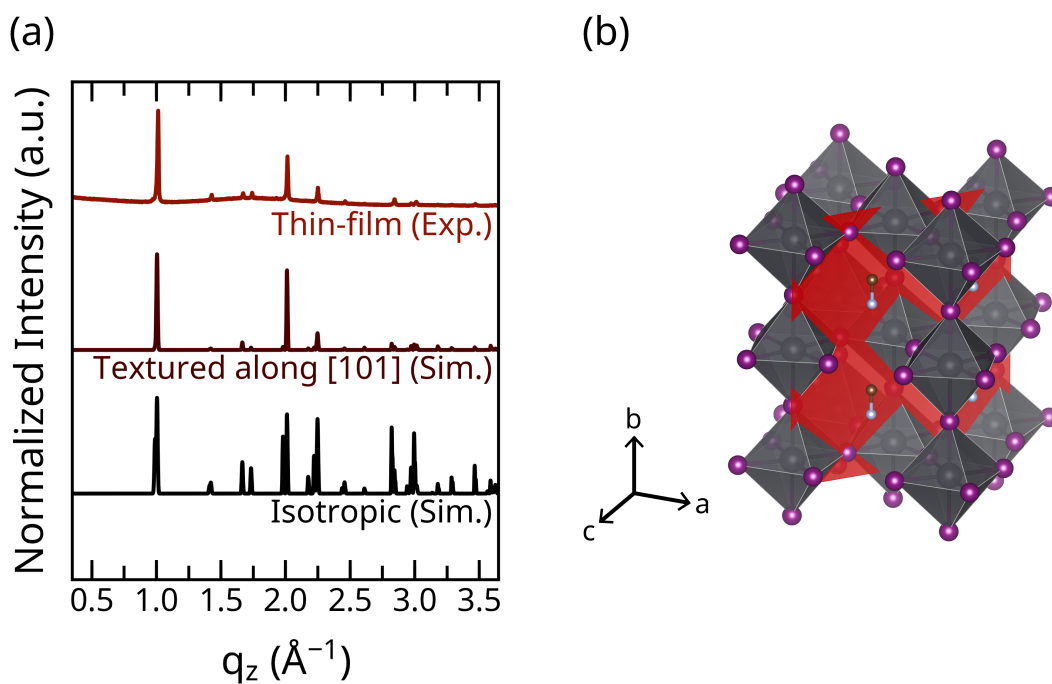 (a)
(b)
Normalized Intensity (a.u.)
Thin-film (Exp.)
Textured along [101] (Sim.)
Isotropic (Sim.)
0.5 1.0 1.5 2.0 2.5 3.0 3.5
q_z (Å⁻¹)
b
a
c